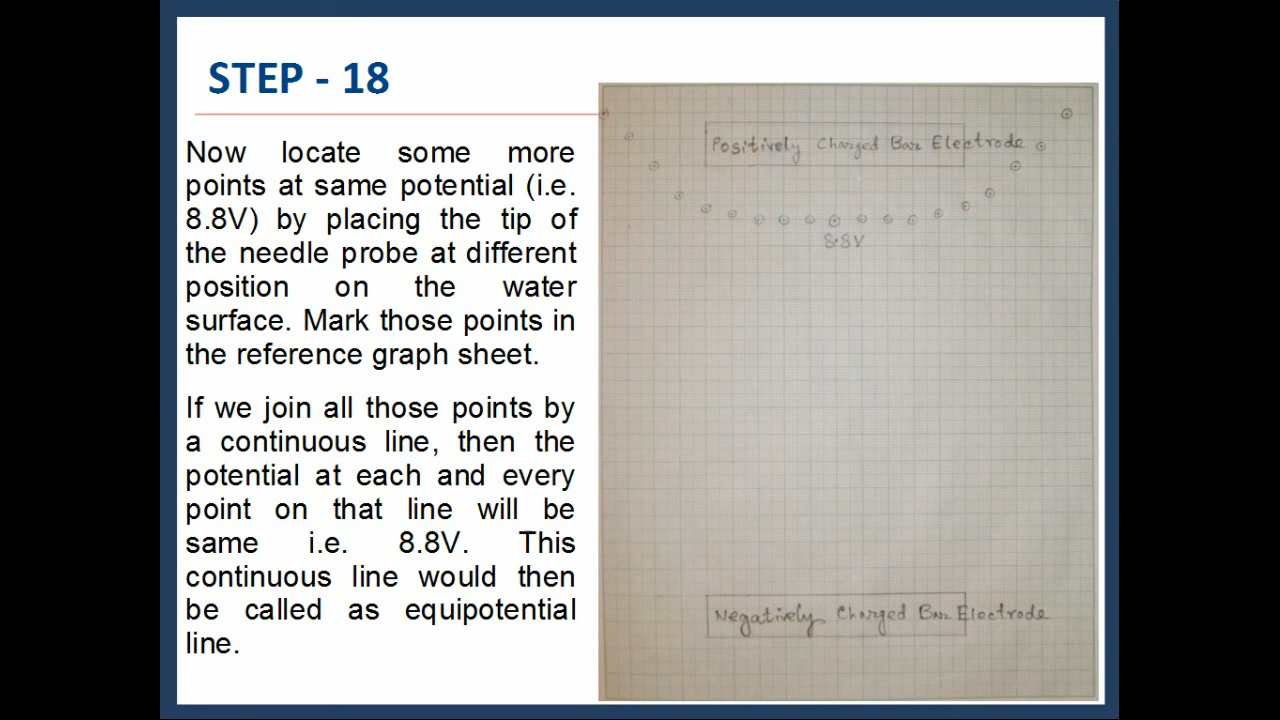 STEP - 18
Now locate some more
points at same potential (i.e.
8.8V) by placing the tip of
the needle probe at different
position on the water
surface. Mark those points in
the reference graph sheet.
If we join all those points by
a continuous line, then the
potential at each and every
point on that line will be
same i.e. 8.8V. This
continuous line would then
be called as equipotential
line.
Positively Charged Bar Electrode
8.8V
Negatively Charged Bar Electrode